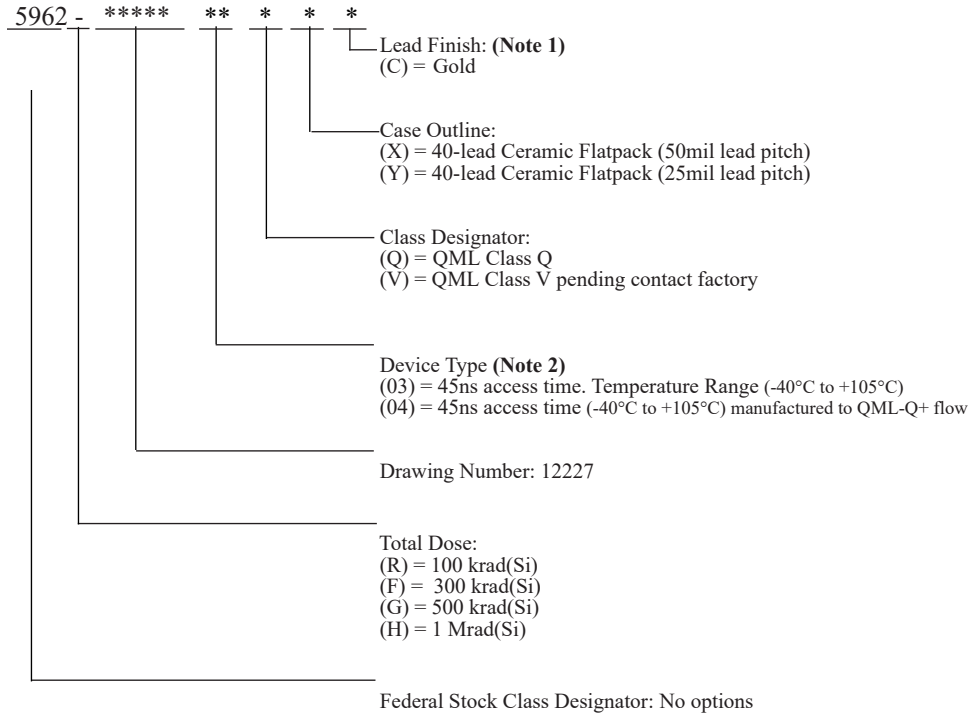 5962 - ***** ** * * *
Lead Finish: (Note 1)
(C) = Gold
Case Outline:
(X) = 40-lead Ceramic Flatpack (50mil lead pitch)
(Y) = 40-lead Ceramic Flatpack (25mil lead pitch)
Class Designator:
(Q) = QML Class Q
(V) = QML Class V pending contact factory
Device Type (Note 2)
(03) = 45ns access time. Temperature Range (-40°C to +105°C)
(04) = 45ns access time (-40°C to +105°C) manufactured to QML-Q+ flow
Drawing Number: 12227
Total Dose:
(R) = 100 krad(Si)
(F) = 300 krad(Si)
(G) = 500 krad(Si)
(H) = 1 Mrad(Si)
Federal Stock Class Designator: No options